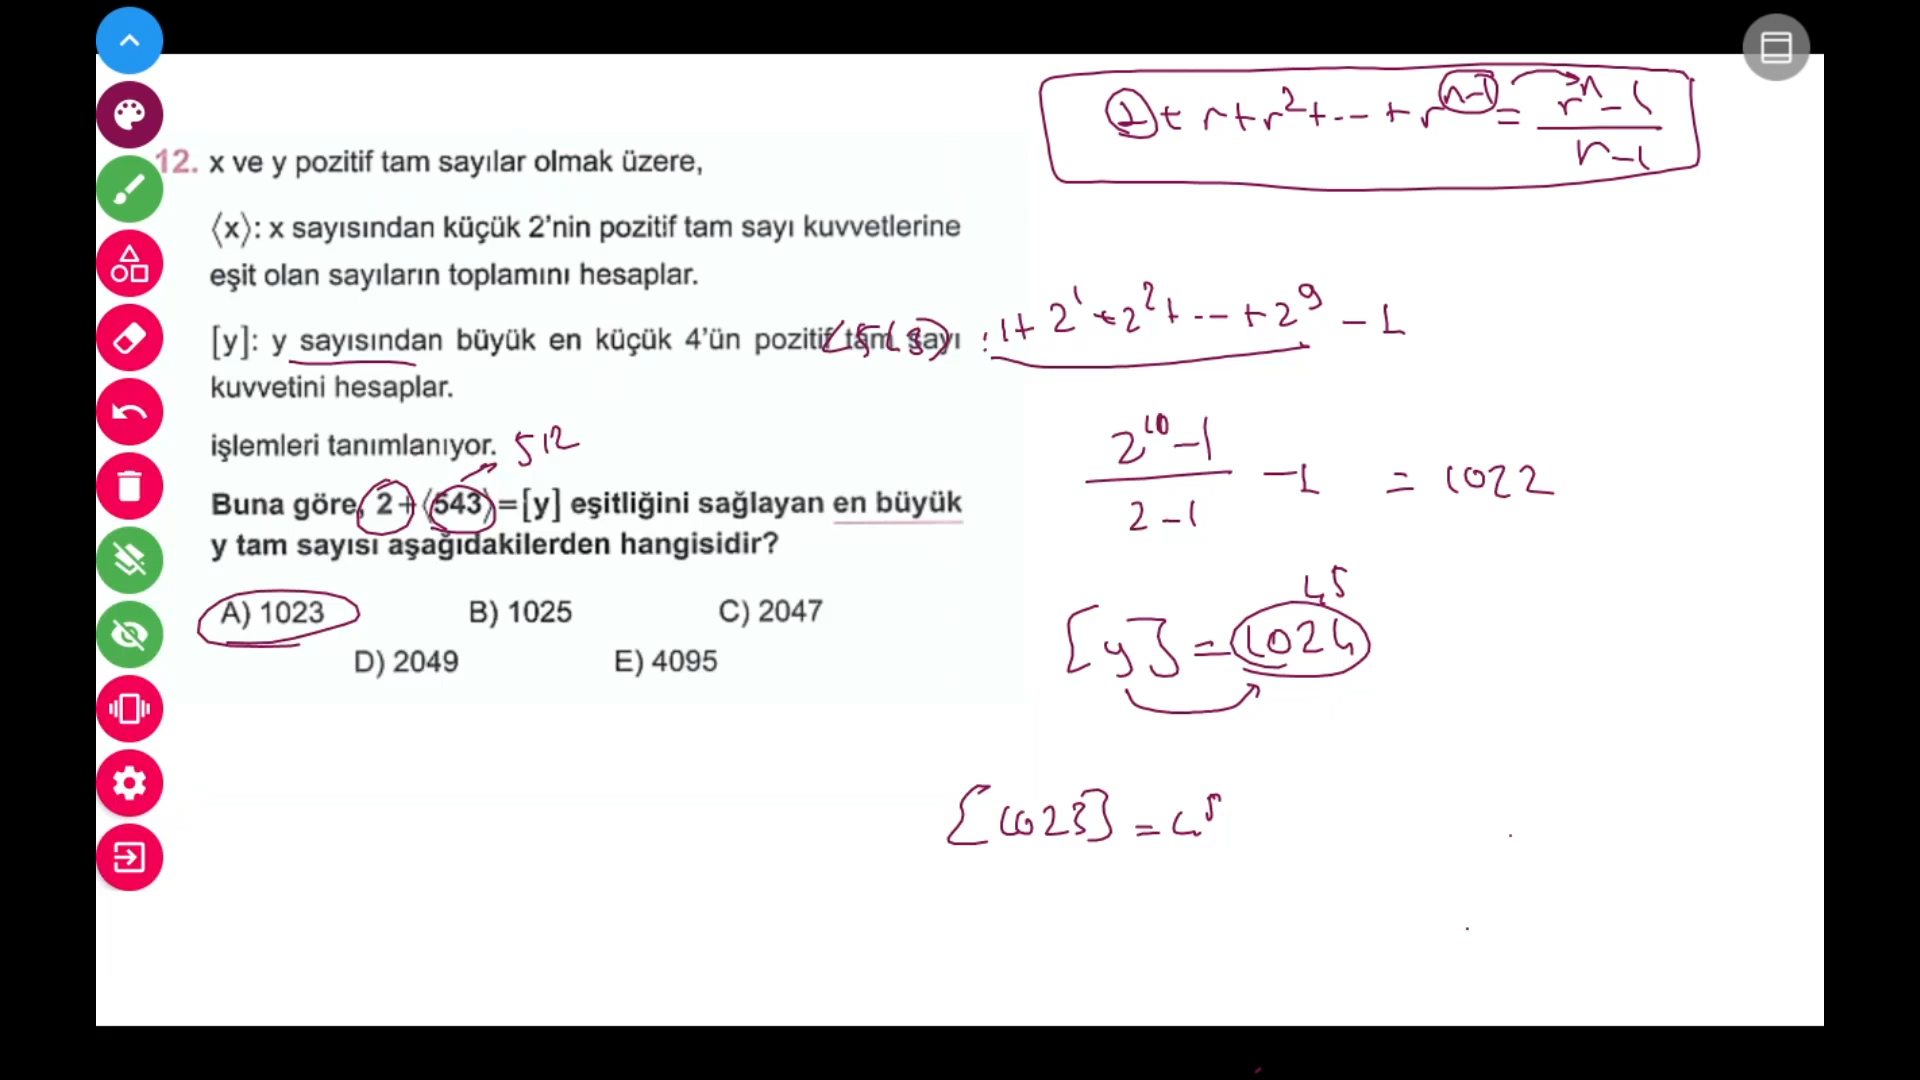 1 + r + r² + ... + r^(n-1) = (r^n - 1)/(r - 1)
12. x ve y pozitif tam sayılar olmak üzere,
⟨x⟩: x sayısından küçük 2’nin pozitif tam sayı kuvvetlerine
eşit olan sayıların toplamını hesaplar.
[y]: y sayısından büyük en küçük 4’ün pozitif tam sayı
kuvvetini hesaplar.
işlemleri tanımlanıyor.
512
Buna göre, 2+⟨543⟩=[y] eşitliğini sağlayan en büyük
y tam sayısı aşağıdakilerden hangisidir?
A) 1023 B) 1025 C) 2047
D) 2049 E) 4095
: 1 + 2¹ + 2² + ... + 2⁹ - 1
(2¹⁰ - 1)/(2 - 1) - 1 = 1022
4⁵
[y] = 1024
[1023] = 4⁵